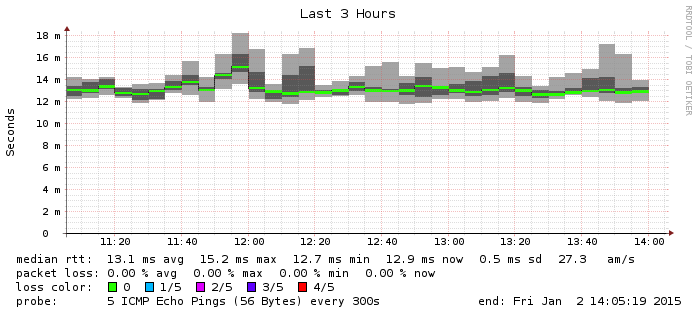 Last 3 Hours
RRDTOOL / TOBI OETIKER
Seconds
18 m
16 m
14 m
12 m
10 m
8 m
6 m
4 m
2 m
0
11:20 11:40 12:00 12:20 12:40 13:00 13:20 13:40 14:00
median rtt: 13.1 ms avg 15.2 ms max 12.7 ms min 12.9 ms now 0.5 ms sd 27.3 am/s
packet loss: 0.00 % avg 0.00 % max 0.00 % min 0.00 % now
loss color: 0 1/5 2/5 3/5 4/5
probe: 5 ICMP Echo Pings (56 Bytes) every 300s end: Fri Jan 2 14:05:19 2015